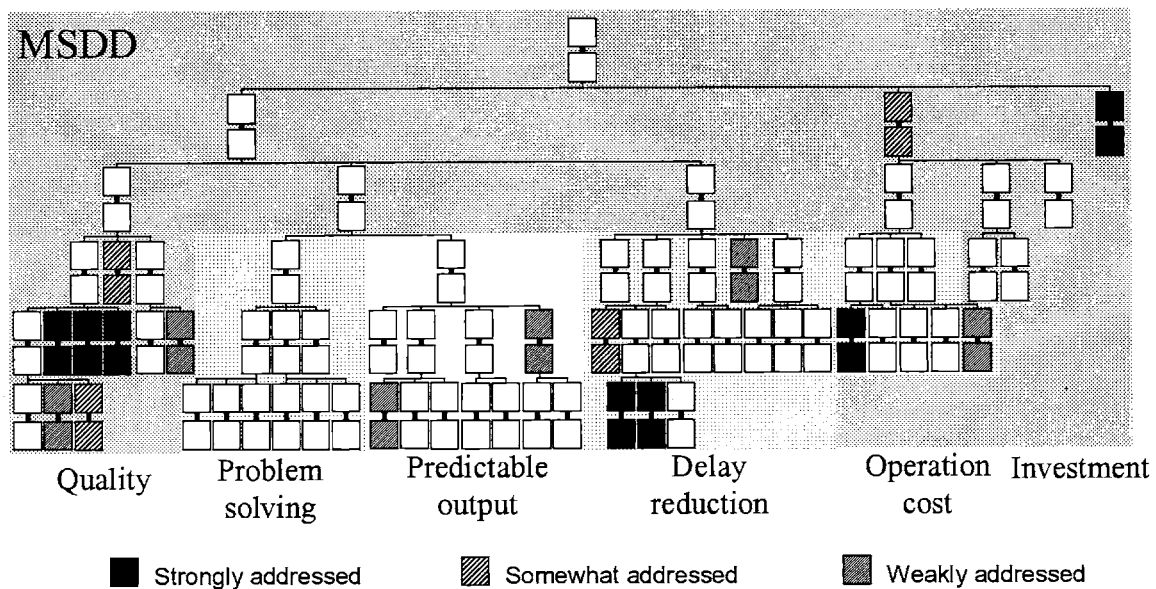 MSDD
Quality
Problem
solving
Predictable
output
Delay
reduction
Operation
cost
Investment
Strongly addressed
Somewhat addressed
Weakly addressed